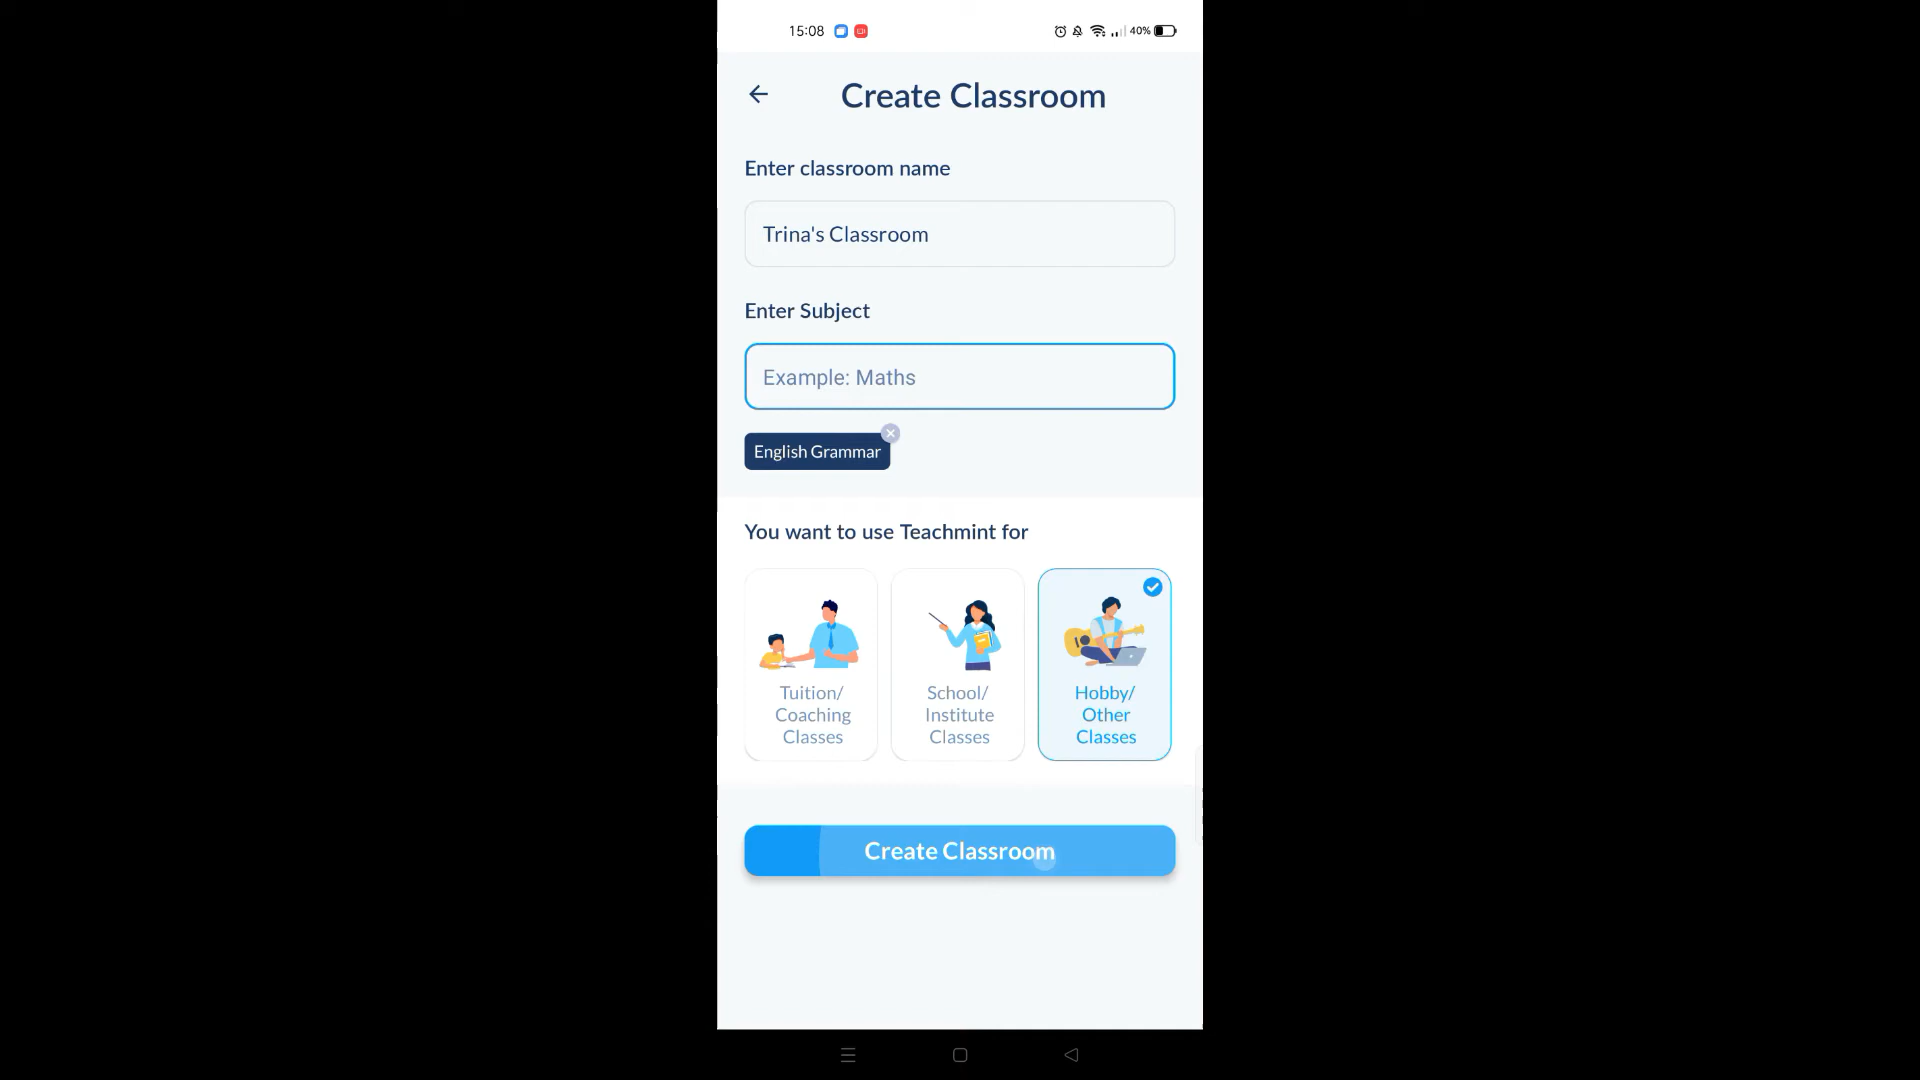 15:08 40%
Create Classroom
Enter classroom name
Trina's Classroom
Enter Subject
Example: Maths
English Grammar
You want to use Teachmint for
Tuition/
Coaching
Classes
School/
Institute
Classes
Hobby/
Other
Classes
Create Classroom